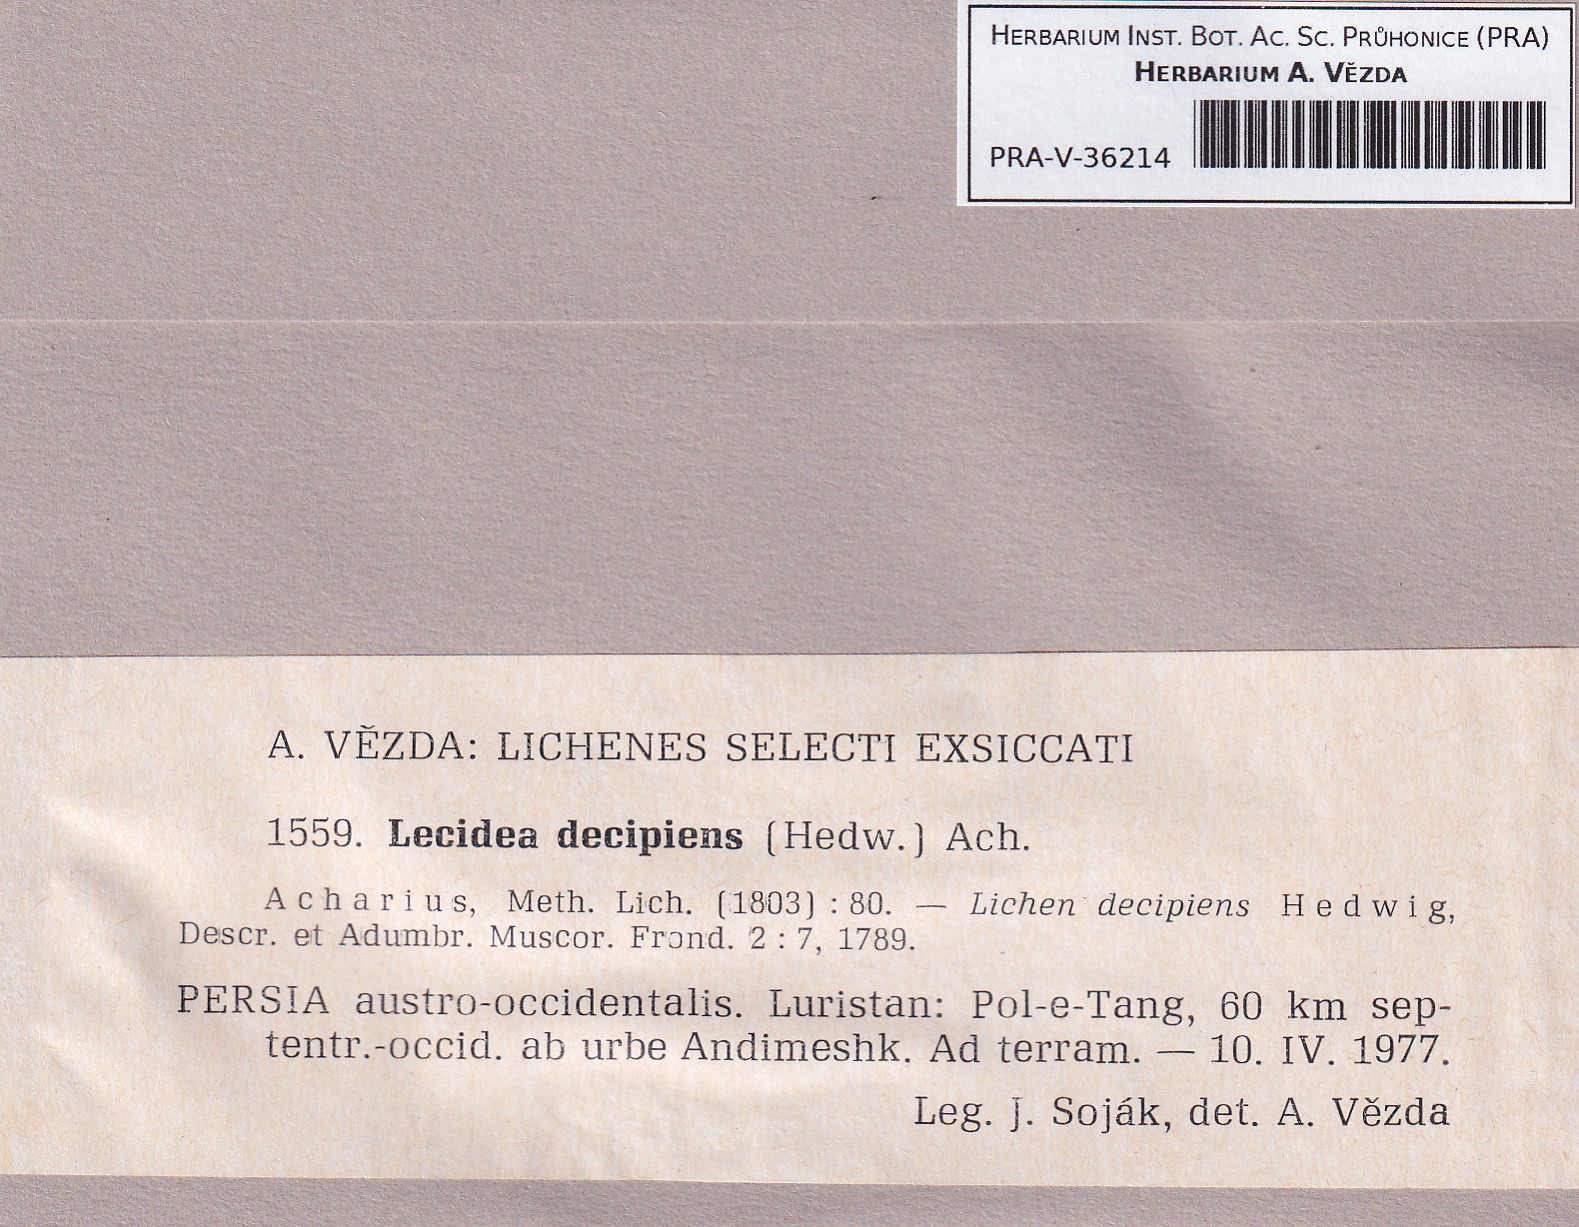 HERBARIUM INST. BOT. AC. SC. PRŮHONICE (PRA)
HERBARIUM A. VĚZDA
PRA-V-36214
A. VĚZDA: LICHENES SELECTI EXSICCATI
1559. Lecidea decipiens (Hedw.) Ach.
Acharius, Meth. Lich. (1803) : 80. — Lichen decipiens Hedwig,
Descr. et Adumbr. Muscor. Frond. 2 : 7, 1789.
PERSIA austro-occidentalis. Luristan: Pol-e-Tang, 60 km sep-
tentr.-occid. ab urbe Andimeshk. Ad terram. — 10. IV. 1977.
Leg. J. Soják, det. A. Vězda